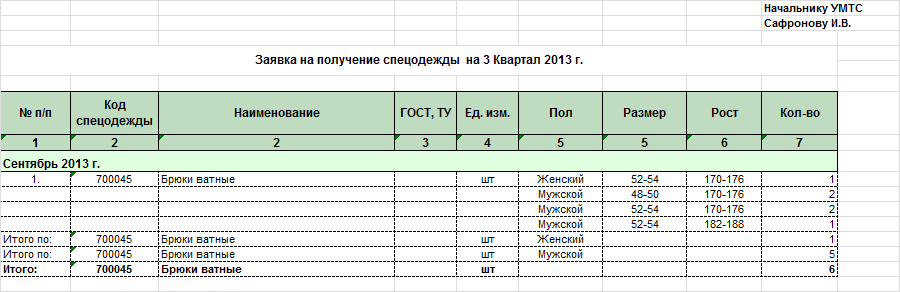 Начальнику УМТС
Сафронову И.В.
Заявка на получение спецодежды на 3 Квартал 2013 г.
№ п/п Код спецодежды Наименование ГОСТ, ТУ Ед. изм. Пол Размер Рост Кол-во
1 2 2 3 4 5 5 6 7
Сентябрь 2013 г.
1. 700045 Брюки ватные шт Женский 52-54 170-176 1
Мужской 48-50 170-176 2
Мужской 52-54 170-176 2
Мужской 52-54 182-188 1
Итого по: 700045 Брюки ватные шт Женский 1
Итого по: 700045 Брюки ватные шт Мужской 5
Итого: 700045 Брюки ватные шт 6